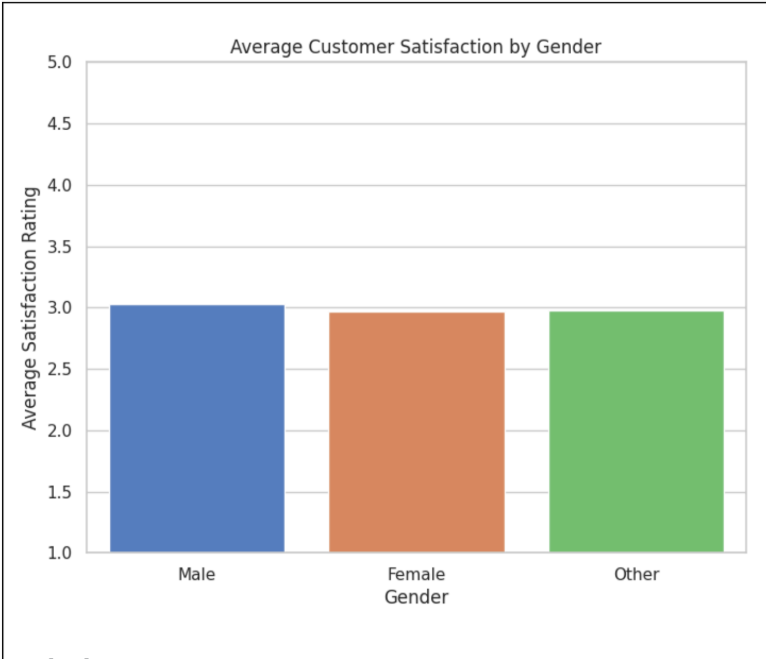 Average Customer Satisfaction by Gender
5.0
4.5
4.0
3.5
3.0
2.5
2.0
1.5
1.0
Average Satisfaction Rating
Male Female Other
Gender